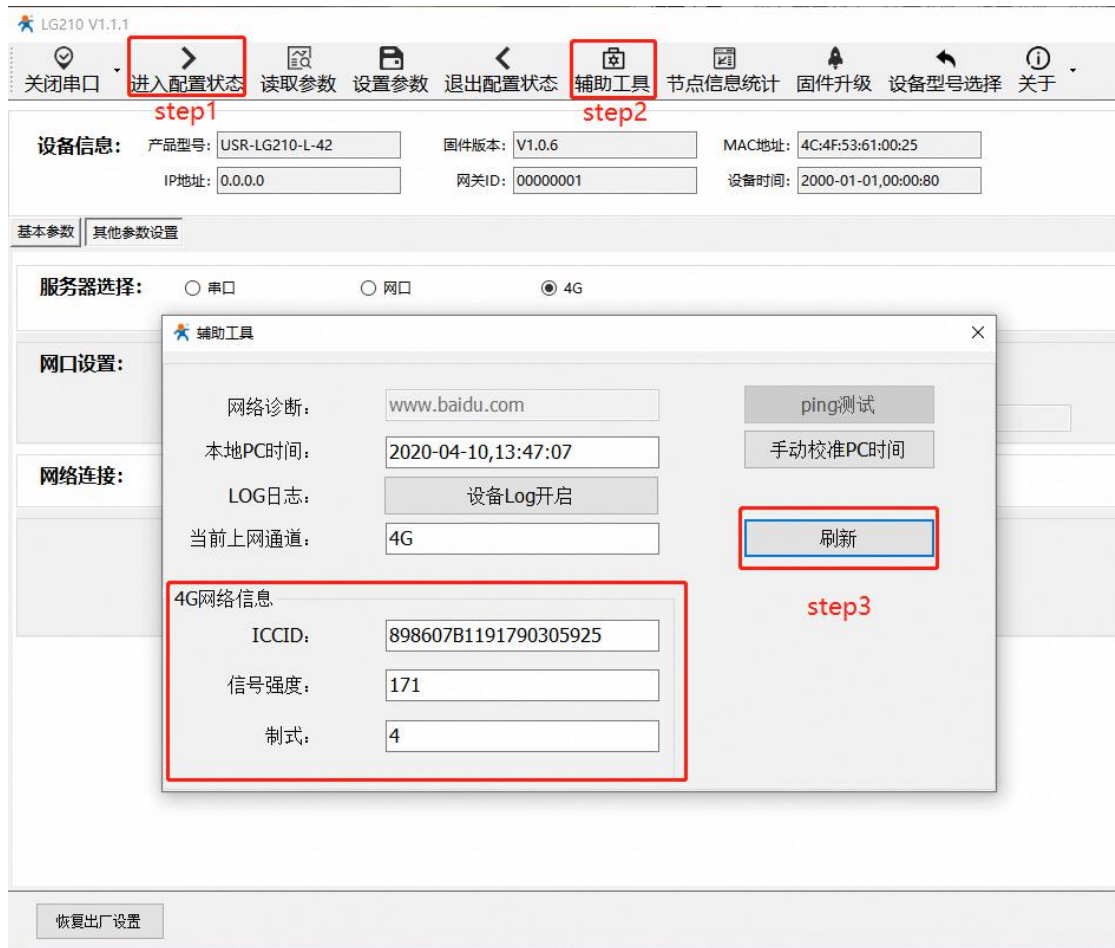 LG210 V1.1.1
关闭串口 进入配置状态 读取参数 设置参数 退出配置状态 辅助工具 节点信息统计 固件升级 设备型号选择 关于
step1 step2
设备信息: 产品型号: USR-LG210-L-42 固件版本: V1.0.6 MAC地址: 4C:4F:53:61:00:25
IP地址: 0.0.0.0 网关ID: 00000001 设备时间: 2000-01-01,00:00:80
基本参数 其他参数设置
服务器选择: 串口 网口 4G
辅助工具
网口设置:
网络诊断: www.baidu.com ping测试
本地PC时间: 2020-04-10,13:47:07 手动校准PC时间
网络连接:
LOG日志: 设备Log开启
当前上网通道: 4G 刷新
4G网络信息
step3
ICCID: 898607B1191790305925
信号强度: 171
制式: 4
恢复出厂设置